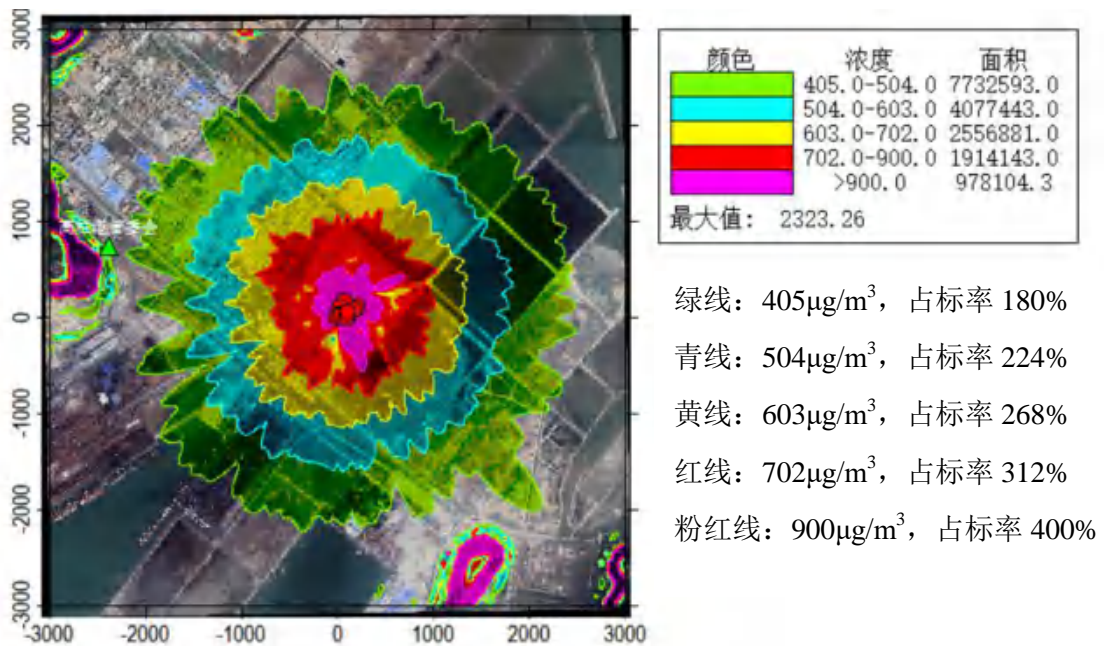 3000
2000
1000
0
-1000
-2000
-3000
-3000 -2000 -1000 0 1000 2000 3000
颜色 浓度 面积
405.0-504.0 7732593.0
504.0-603.0 4077443.0
603.0-702.0 2556881.0
702.0-900.0 1914143.0
>900.0 978104.3
最大值: 2323.26
绿线：405μg/m³，占标率 180%
青线：504μg/m³，占标率 224%
黄线：603μg/m³，占标率 268%
红线：702μg/m³，占标率 312%
粉红线：900μg/m³，占标率 400%